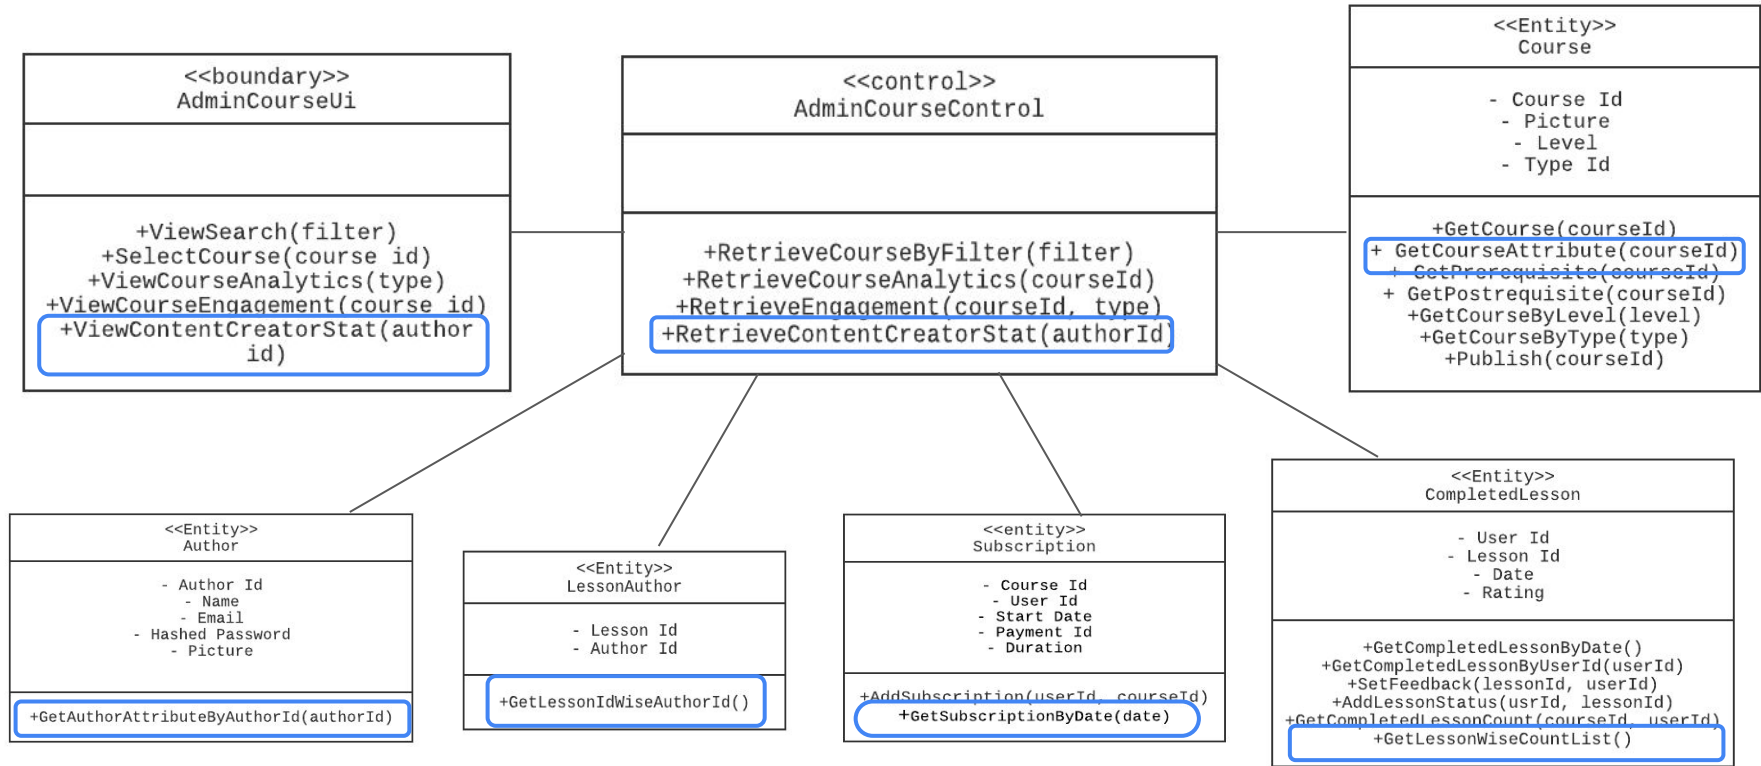 <<boundary>>
AdminCourseUi
+ViewSearch(filter)
+SelectCourse(course id)
+ViewCourseAnalytics(type)
+ViewCourseEngagement(course id)
+ViewContentCreatorStat(author
id)
<<control>>
AdminCourseControl
+RetrieveCourseByFilter(filter)
+RetrieveCourseAnalytics(courseId)
+RetrieveEngagement(courseId, type)
+RetrieveContentCreatorStat(authorId)
<<Entity>>
Course
- Course Id
- Picture
- Level
- Type Id
+GetCourse(courseId)
+ GetCourseAttribute(courseId)
+ GetPrerequisite(courseId)
+ GetPostrequisite(courseId)
+GetCourseByLevel(level)
+GetCourseByType(type)
+Publish(courseId)
<<Entity>>
Author
- Author Id
- Name
- Email
- Hashed Password
- Picture
+GetAuthorAttributeByAuthorId(authorId)
<<Entity>>
LessonAuthor
- Lesson Id
- Author Id
+GetLessonIdWiseAuthorId()
<<entity>>
Subscription
- Course Id
- User Id
- Start Date
- Payment Id
- Duration
+AddSubscription(userId, courseId)
+GetSubscriptionByDate(date)
<<Entity>>
CompletedLesson
- User Id
- Lesson Id
- Date
- Rating
+GetCompletedLessonByDate()
+GetCompletedLessonByUserId(userId)
+SetFeedback(lessonId, userId)
+AddLessonStatus(usrId, lessonId)
+GetCompletedLessonCount(courseId, userId)
+GetLessonWiseCountList()